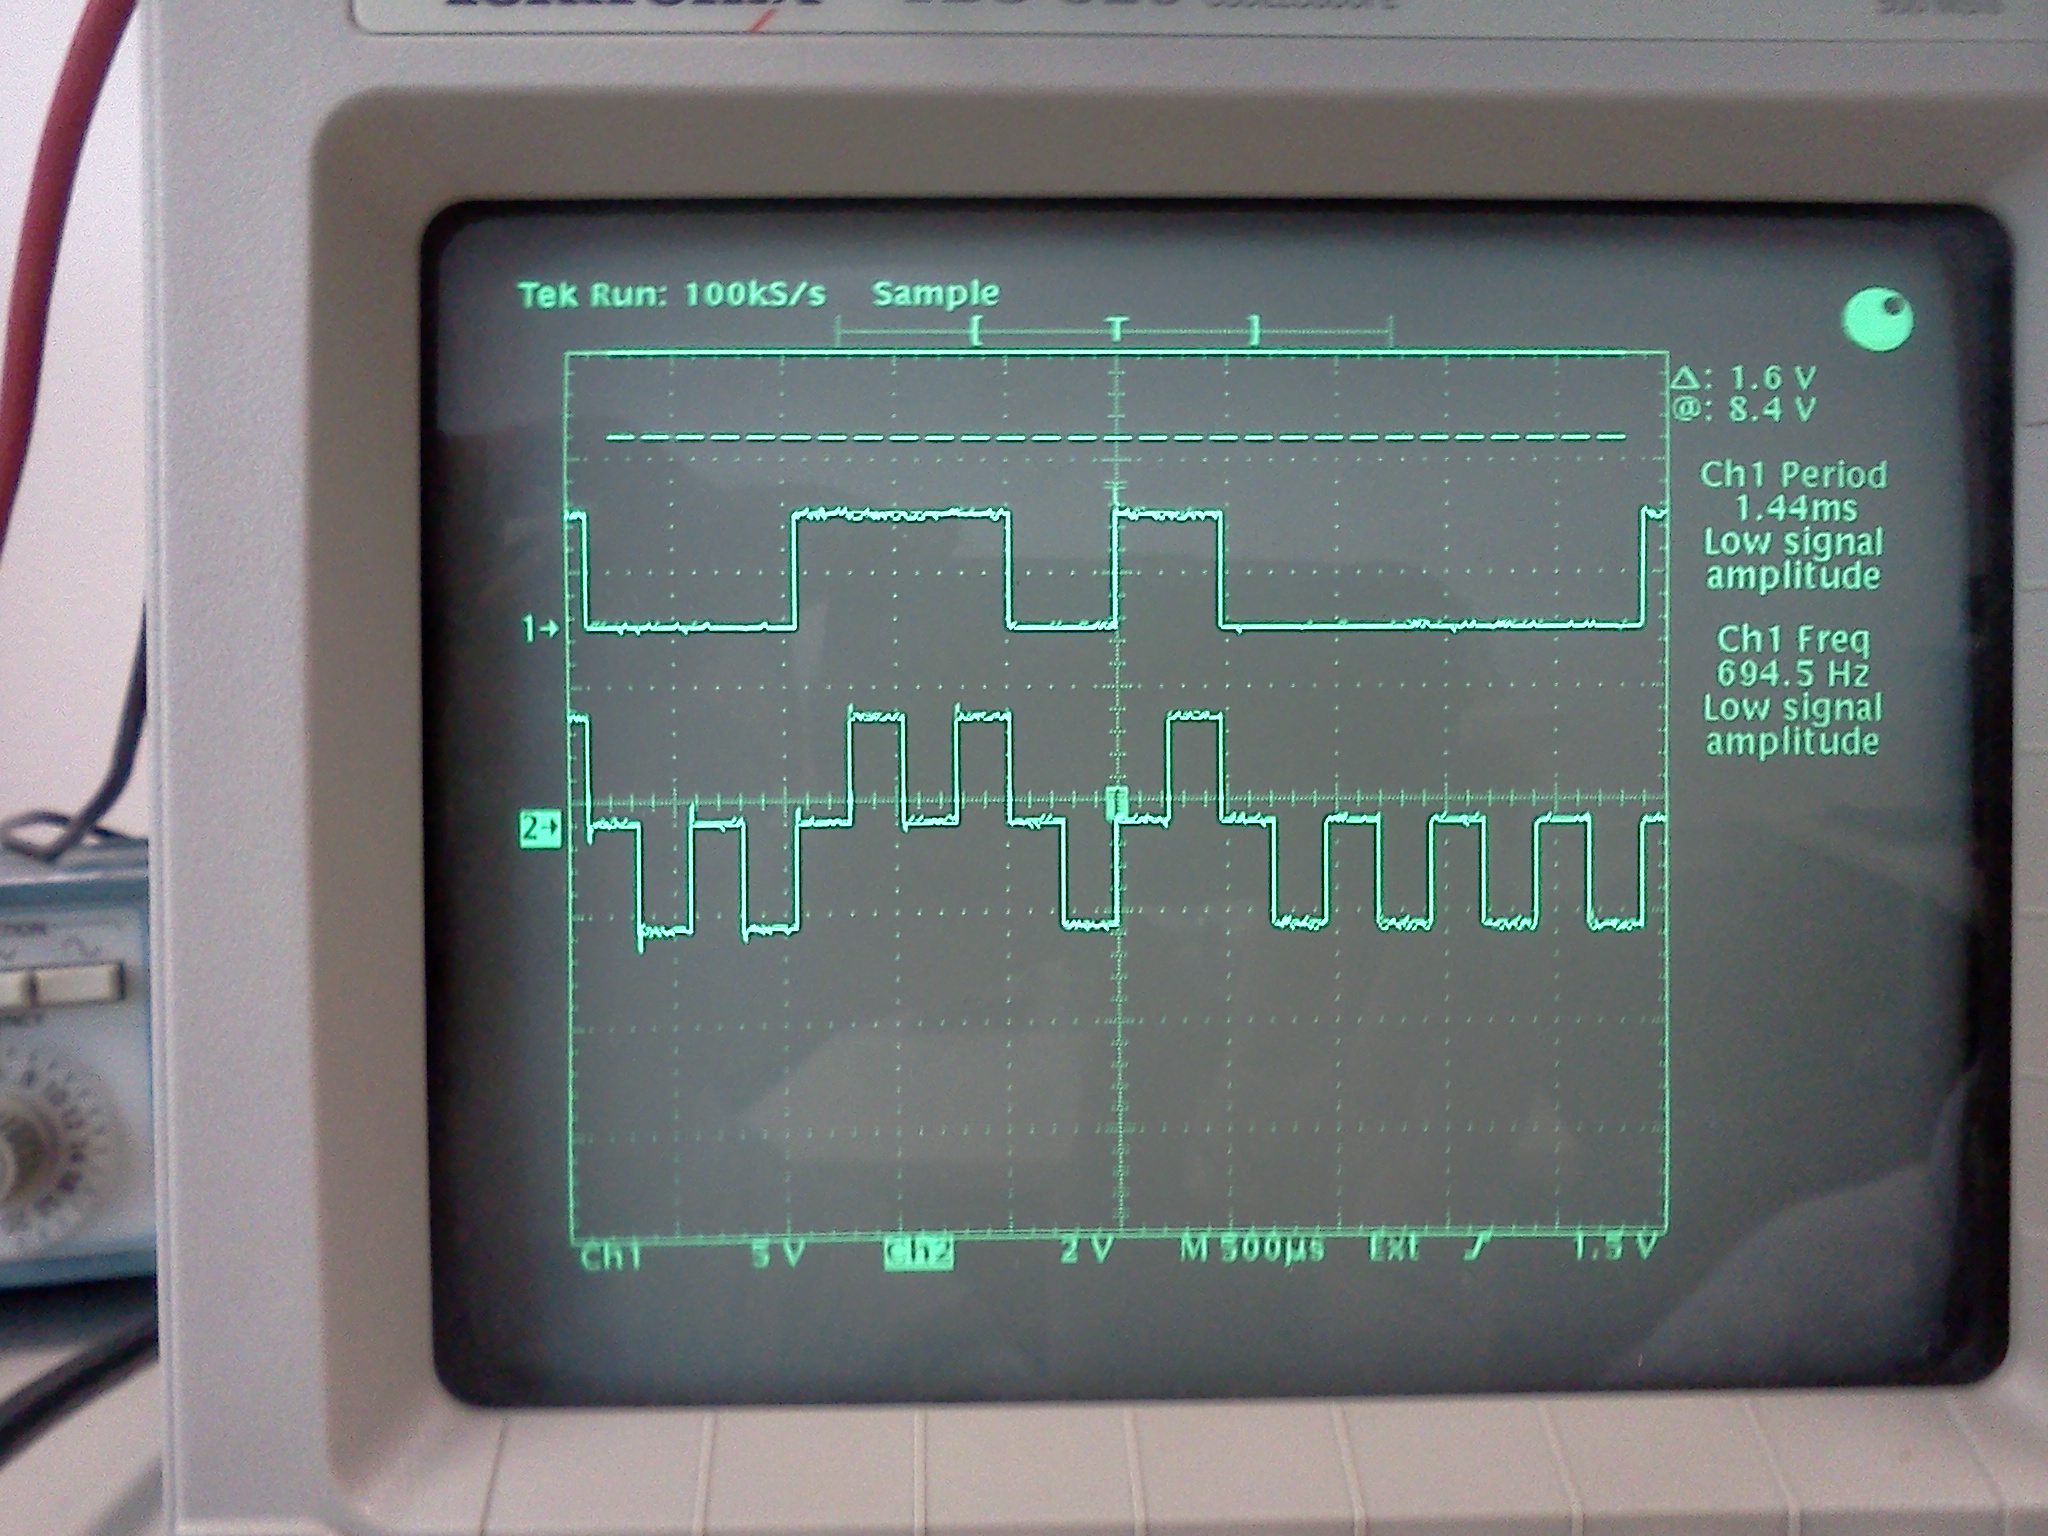 Tek Run: 100kS/s Sample
[ T ]
Δ: 1.6 V
@: 8.4 V
Ch1 Period
1.44ms
Low signal
amplitude
1→
Ch1 Freq
694.5 Hz
Low signal
amplitude
2→
Ch1 5 V Ch2 2 V M 500µs Ext 1.5 V